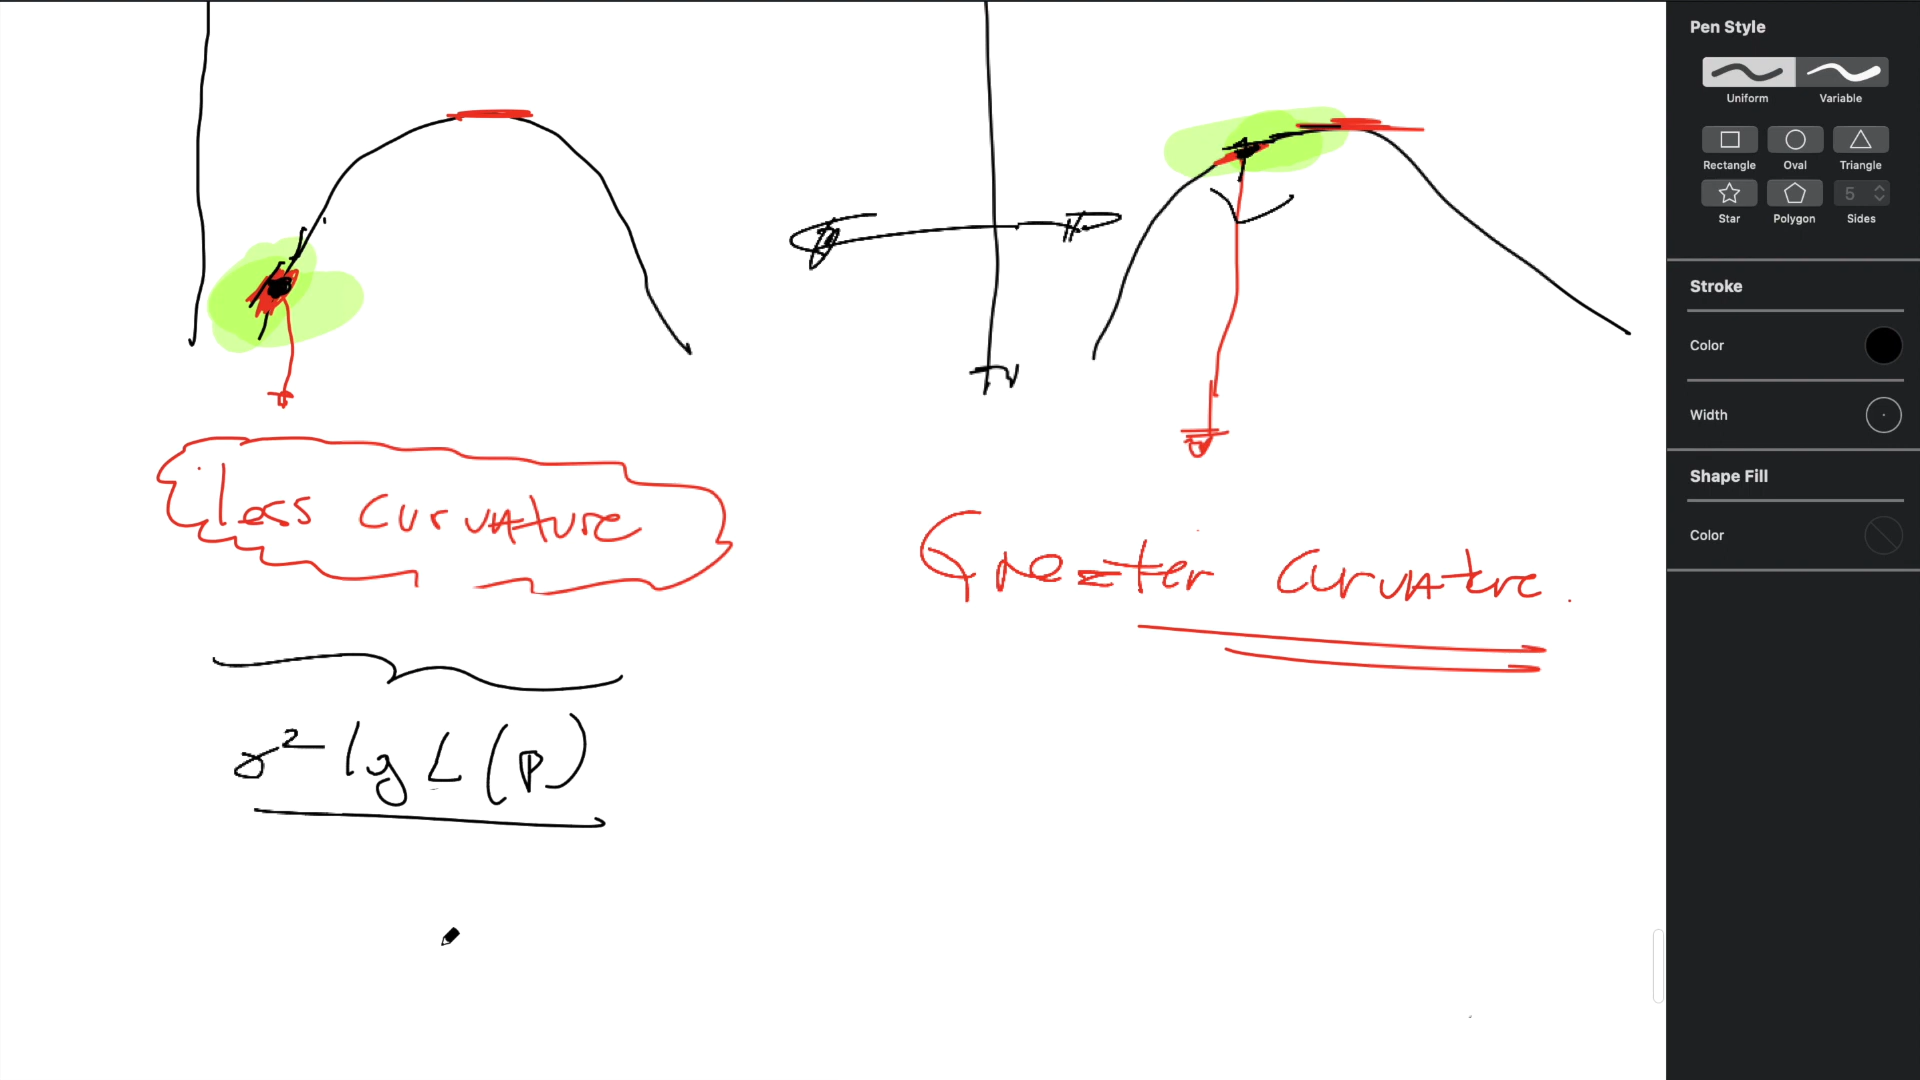 less curvature
Greater curvature.
∂² log L (P)
Pen Style
Uniform
Variable
Rectangle
Oval
Triangle
5
Star
Polygon
Sides
Stroke
Color
Width
Shape Fill
Color